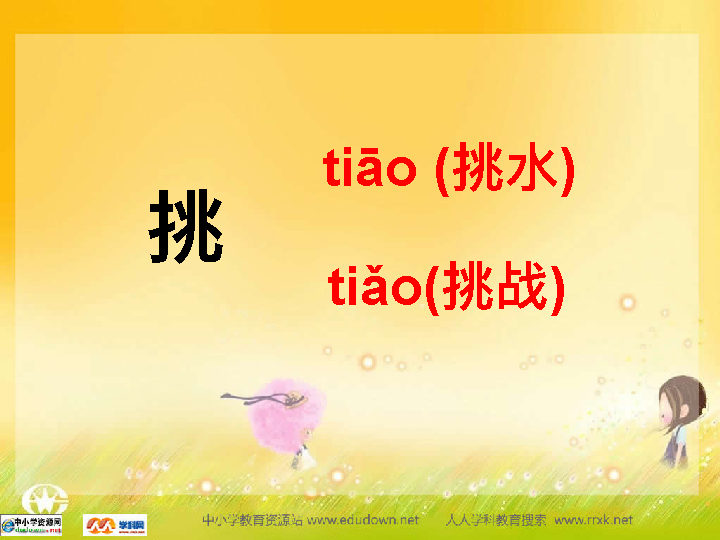 挑
tiāo (挑水)
tiǎo(挑战)
中小学资源网
学科网
中小学教育资源站 www.edudown.net 人人学科教育搜索 www.rrxk.net